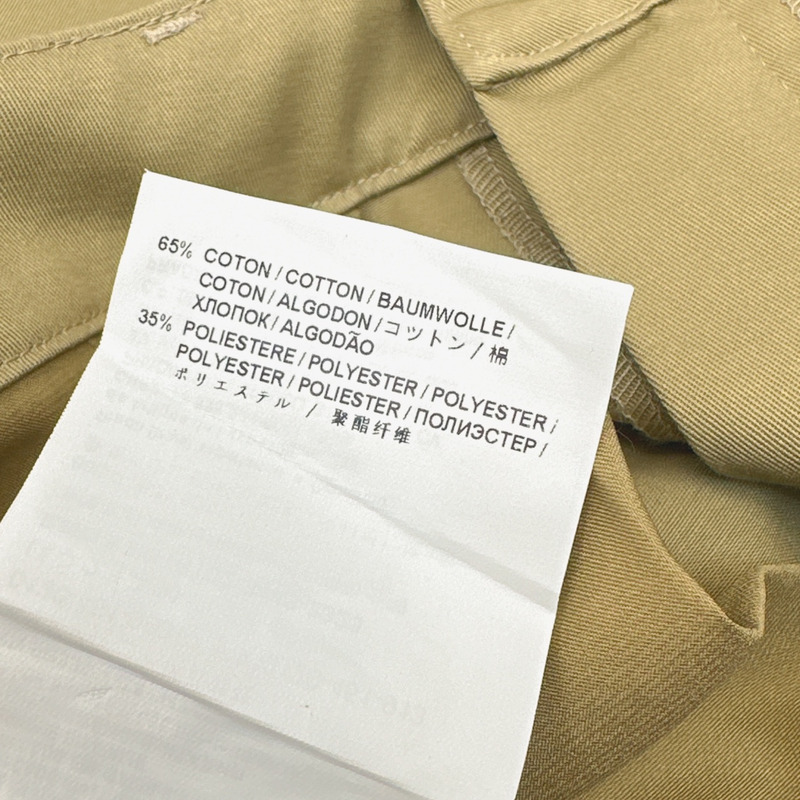 65% COTON / COTTON / BAUMWOLLE /
COTON / ALGODON / コットン / 棉
ХЛОПОК / ALGODÃO
35% POLIESTERE / POLYESTER / POLYESTER /
POLYESTER / POLIESTER / ПОЛИЭСТЕР /
ポリエステル / 聚酯纤维